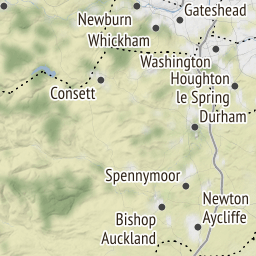 Gateshead
Newburn
Whickham
Washington
Houghton
le Spring
Consett
Durham
Spennymoor
Newton
Aycliffe
Bishop
Auckland